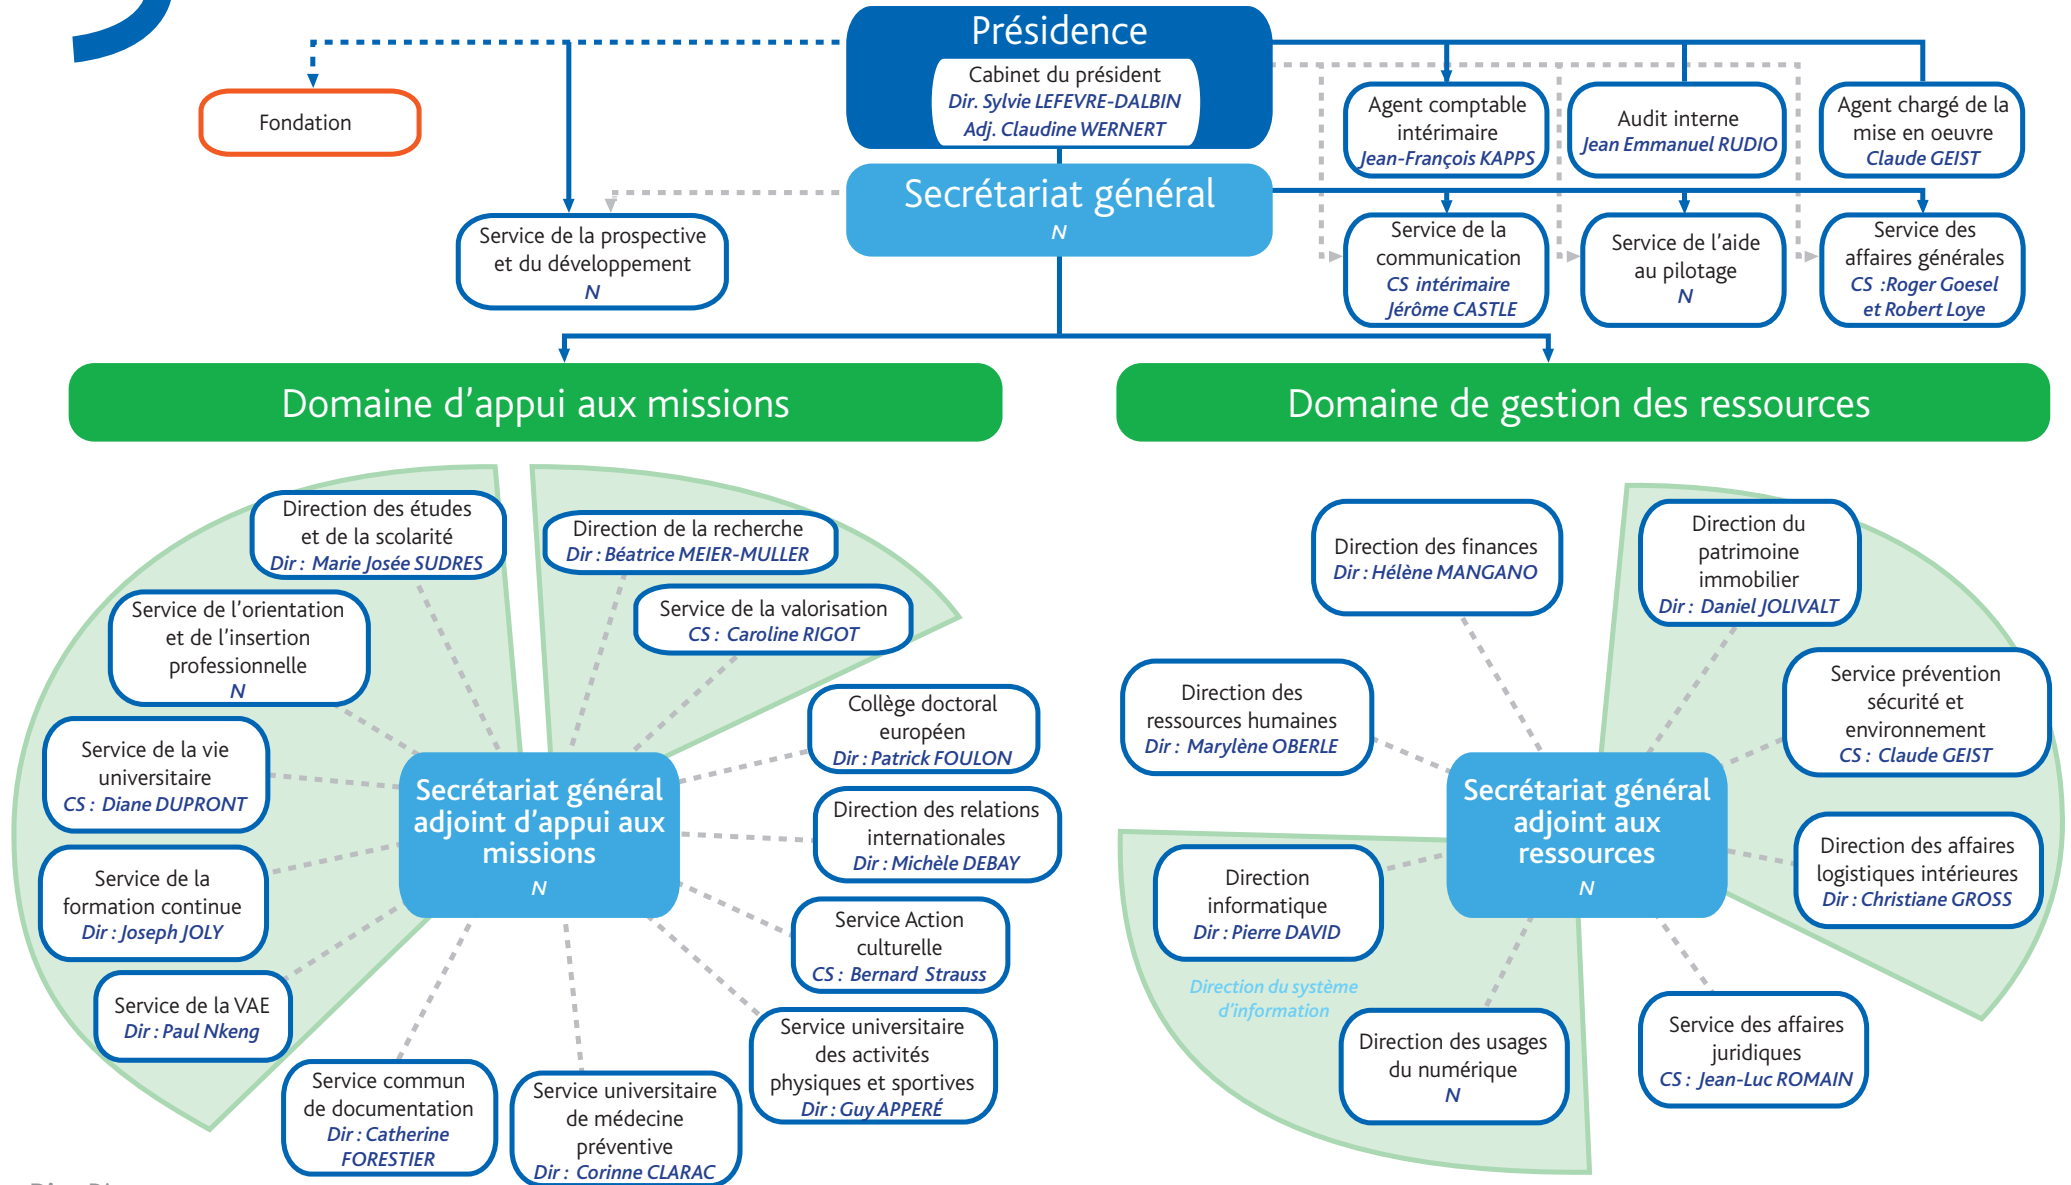 Présidence
Cabinet du président
Dir. Sylvie LEFEVRE-DALBIN
Adj. Claudine WERNERT
Fondation
Agent comptable
intérimaire
Jean-François KAPPS
Audit interne
Jean Emmanuel RUDIO
Agent chargé de la
mise en oeuvre
Claude GEIST
Secrétariat général
N
Service de la prospective
et du développement
N
Service de la
communication
CS intérimaire
Jérôme CASTLE
Service de l'aide
au pilotage
N
Service des
affaires générales
CS :Roger Goesel
et Robert Loye
Domaine d'appui aux missions
Domaine de gestion des ressources
Direction des études
et de la scolarité
Dir : Marie Josée SUDRES
Direction de la recherche
Dir : Béatrice MEIER-MULLER
Service de l'orientation
et de l'insertion
professionnelle
N
Service de la valorisation
CS : Caroline RIGOT
Service de la vie
universitaire
CS : Diane DUPRONT
Collège doctoral
européen
Dir : Patrick FOULON
Secrétariat général
adjoint d'appui aux
missions
N
Direction des relations
internationales
Dir : Michèle DEBAY
Service de la
formation continue
Dir : Joseph JOLY
Service Action
culturelle
CS : Bernard Strauss
Service de la VAE
Dir : Paul Nkeng
Service universitaire
des activités
physiques et sportives
Dir : Guy APPERÉ
Service commun
de documentation
Dir : Catherine
FORESTIER
Service universitaire
de médecine
préventive
Dir : Corinne CLARAC
Direction des finances
Dir : Hélène MANGANO
Direction du
patrimoine
immobilier
Dir : Daniel JOLIVALT
Direction des
ressources humaines
Dir : Marylène OBERLE
Service prévention
sécurité et
environnement
CS : Claude GEIST
Secrétariat général
adjoint aux
ressources
N
Direction des affaires
logistiques intérieures
Dir : Christiane GROSS
Direction
informatique
Dir : Pierre DAVID
Direction du système
d'information
Direction des usages
du numérique
N
Service des affaires
juridiques
CS : Jean-Luc ROMAIN